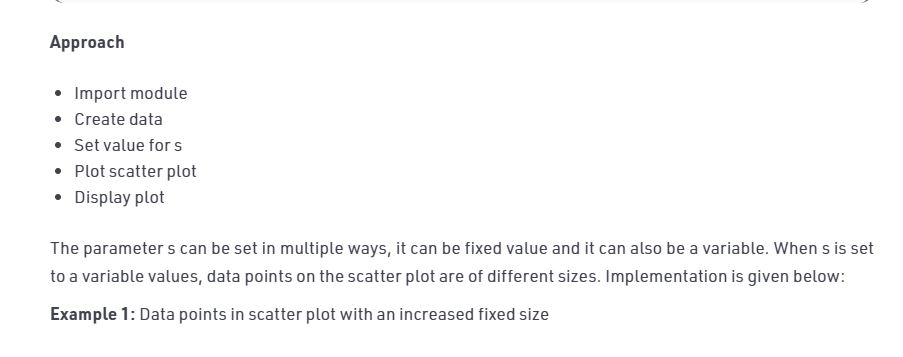 Approach
• Import module
• Create data
• Set value for s
• Plot scatter plot
• Display plot
The parameter s can be set in multiple ways, it can be fixed value and it can also be a variable. When s is set
to a variable values, data points on the scatter plot are of different sizes. Implementation is given below:
Example 1: Data points in scatter plot with an increased fixed size